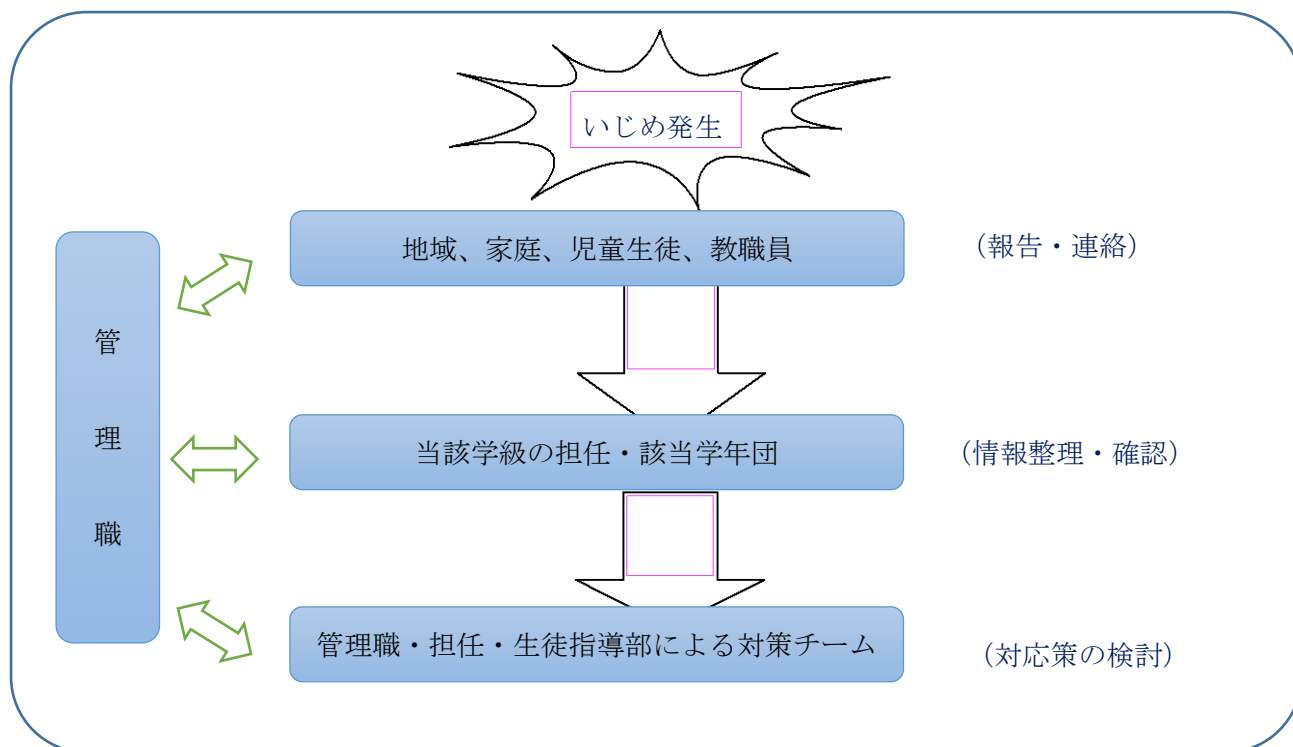 いじめ発生
地域、家庭、児童生徒、教職員
（報告・連絡）
管
理
職
当該学級の担任・該当学年団
（情報整理・確認）
管理職・担任・生徒指導部による対策チーム
（対応策の検討）